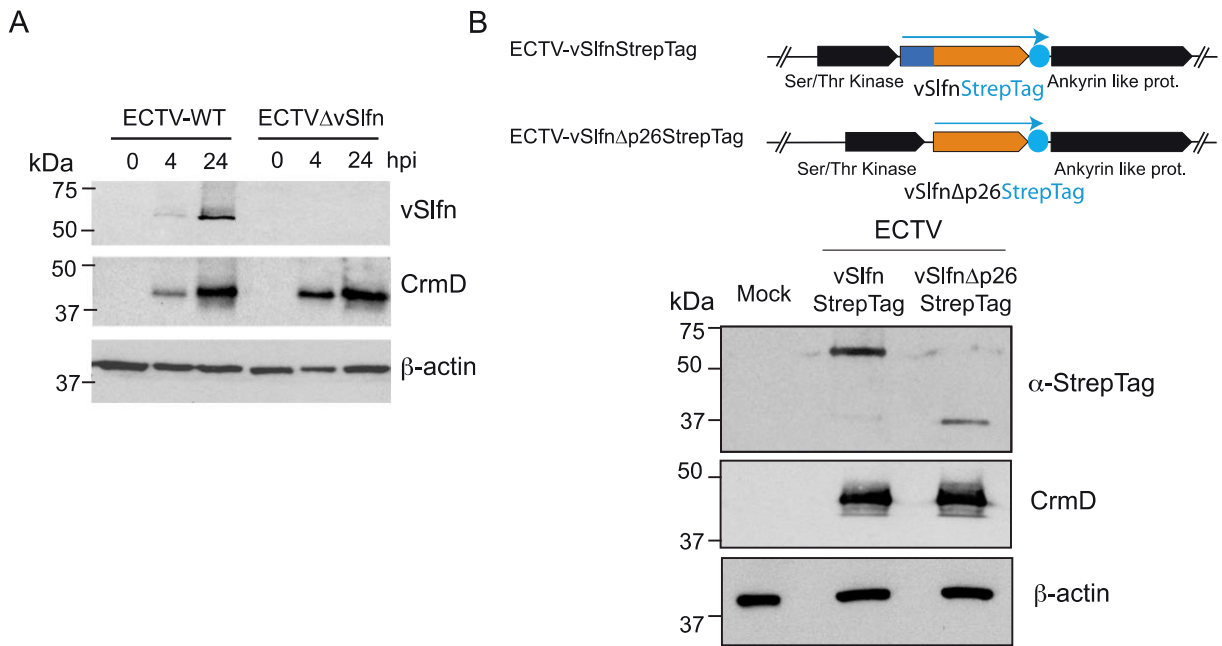 A
ECTV-WT ECTVΔvSlfn
kDa 0 4 24 0 4 24 hpi
75
50
vSlfn
50
37
CrmD
37
β-actin
B
ECTV-vSlfnStrepTag
Ser/Thr Kinase Ankyrin like prot.
vSlfnStrepTag
ECTV-vSlfnΔp26StrepTag
Ser/Thr Kinase Ankyrin like prot.
vSlfnΔp26StrepTag
ECTV
kDa Mock vSlfn StrepTag vSlfnΔp26 StrepTag
75
50
37
α-StrepTag
50
37
CrmD
37
β-actin